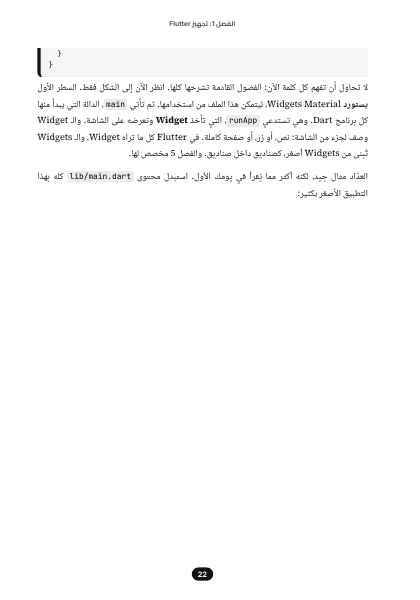 الفصل 1: تجهيز Flutter
}
}
لا تحاول أن تفهم كل كلمة الآن: الفصول القادمة تشرحها كلها. انظر الآن إلى الشكل فقط. السطر الأول
يستورد Widgets Material، ليتمكن هذا الملف من استخدامها. ثم تأتي main، الدالة التي يبدأ منها
كل برنامج Dart. وهي تستدعي runApp، التي تأخذ Widget وتعرضه على الشاشة. والـ Widget
وصف لجزء من الشاشة: نص، أو زر، أو صفحة كاملة. في Flutter كل ما تراه Widget، والـ Widgets
تُبنى من Widgets أصغر، كصناديق داخل صناديق. والفصل 5 مخصص لها.
العدّاد مثال جيد، لكنه أكثر مما يُقرأ في يومك الأول. استبدل محتوى lib/main.dart كله بهذا
التطبيق الأصغر بكثير:
22